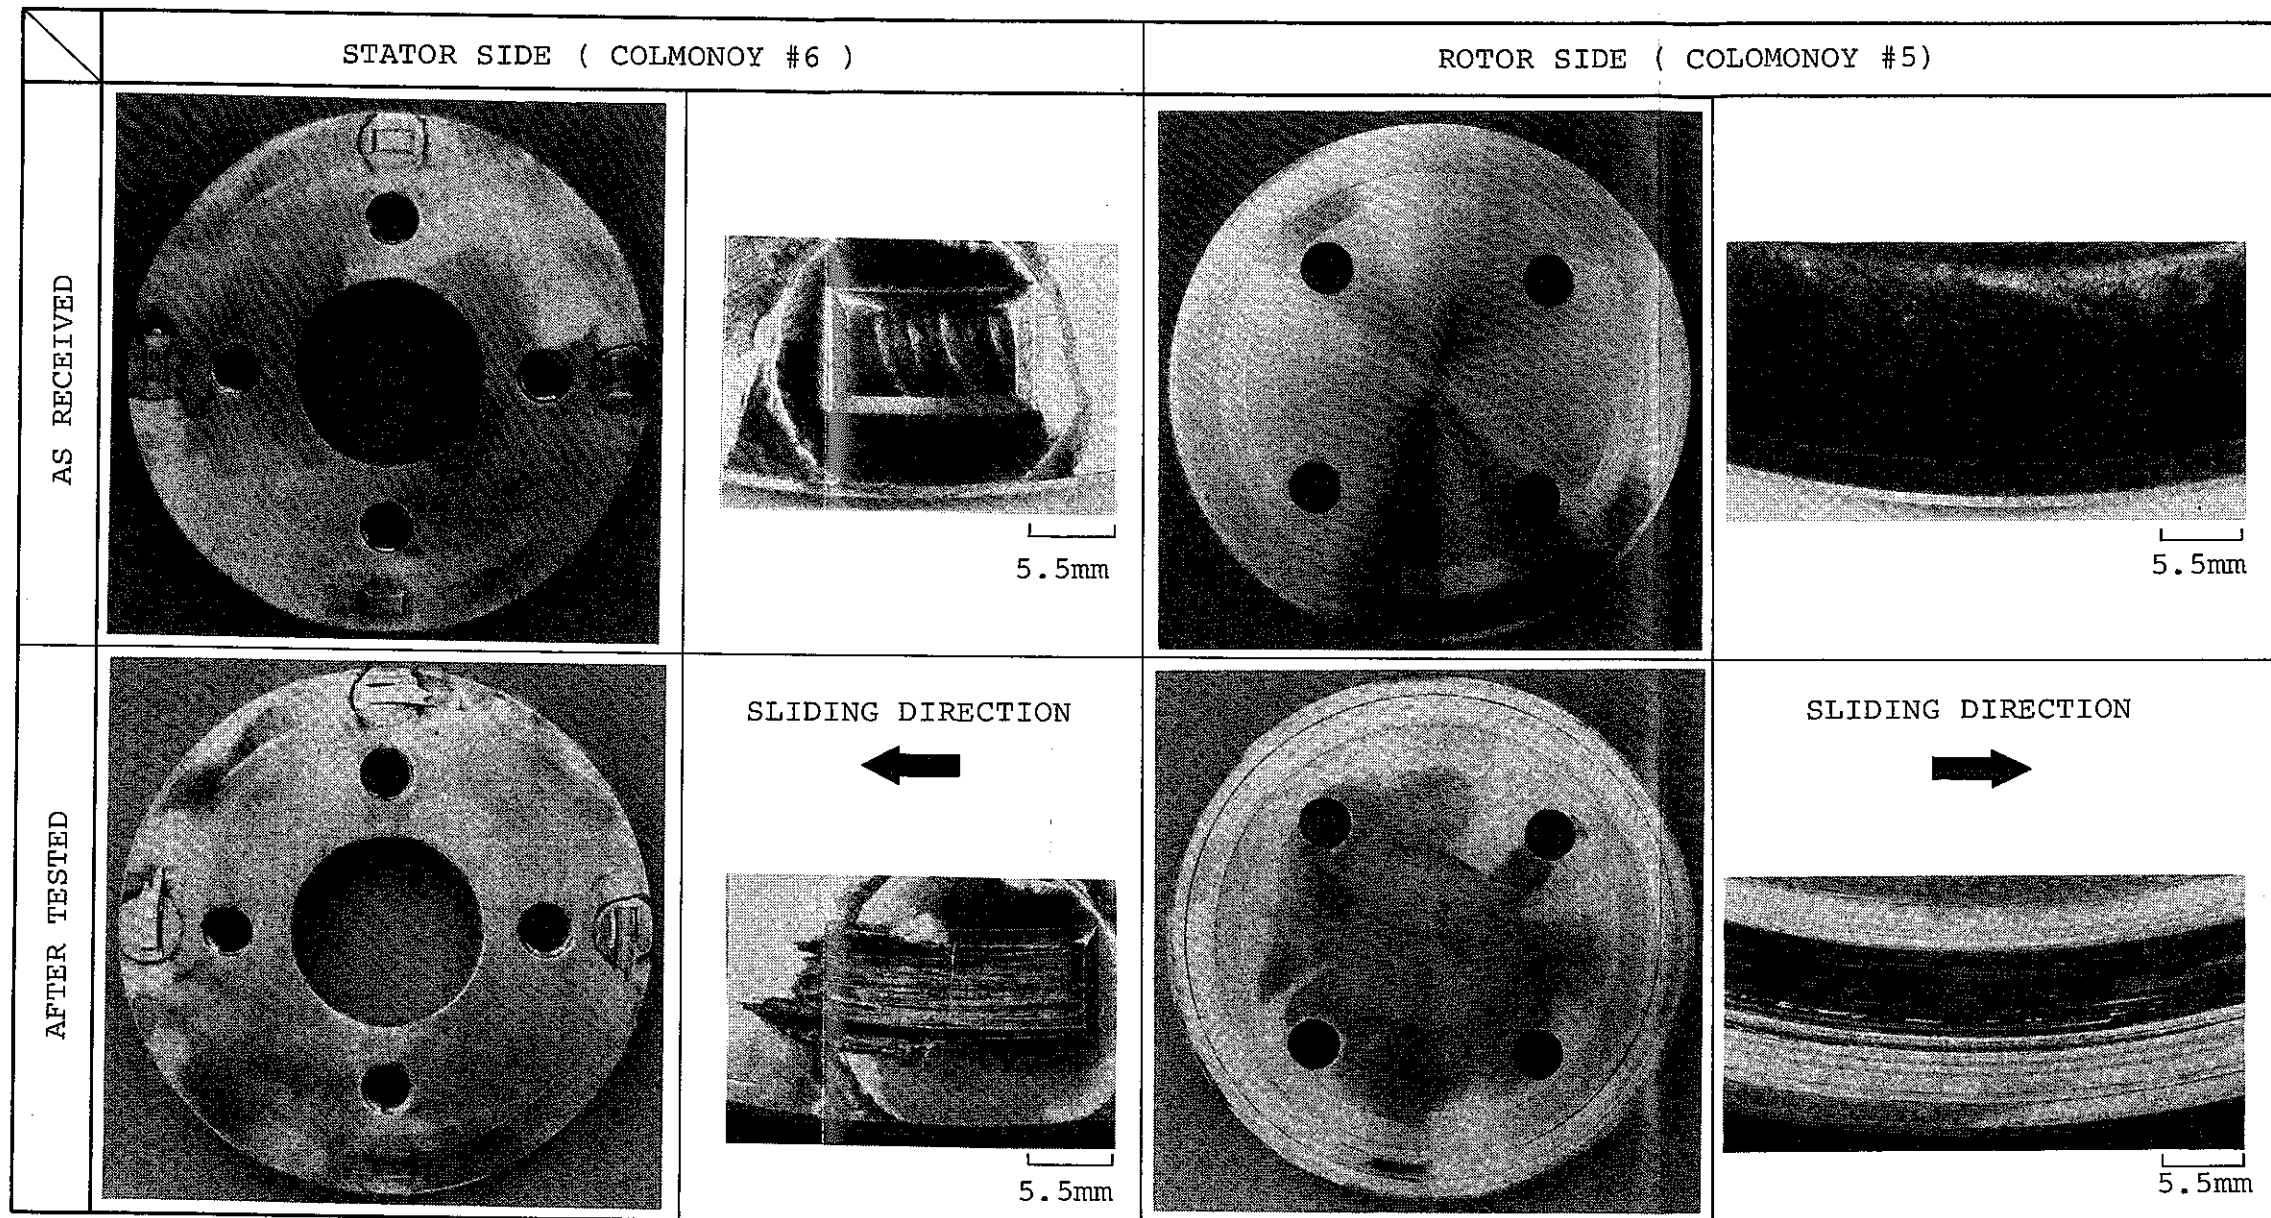 STATOR SIDE ( COLMONOY #6 )
ROTOR SIDE ( COLOMONOY #5)
AS RECEIVED
5.5mm
5.5mm
AFTER TESTED
SLIDING DIRECTION
5.5mm
SLIDING DIRECTION
5.5mm